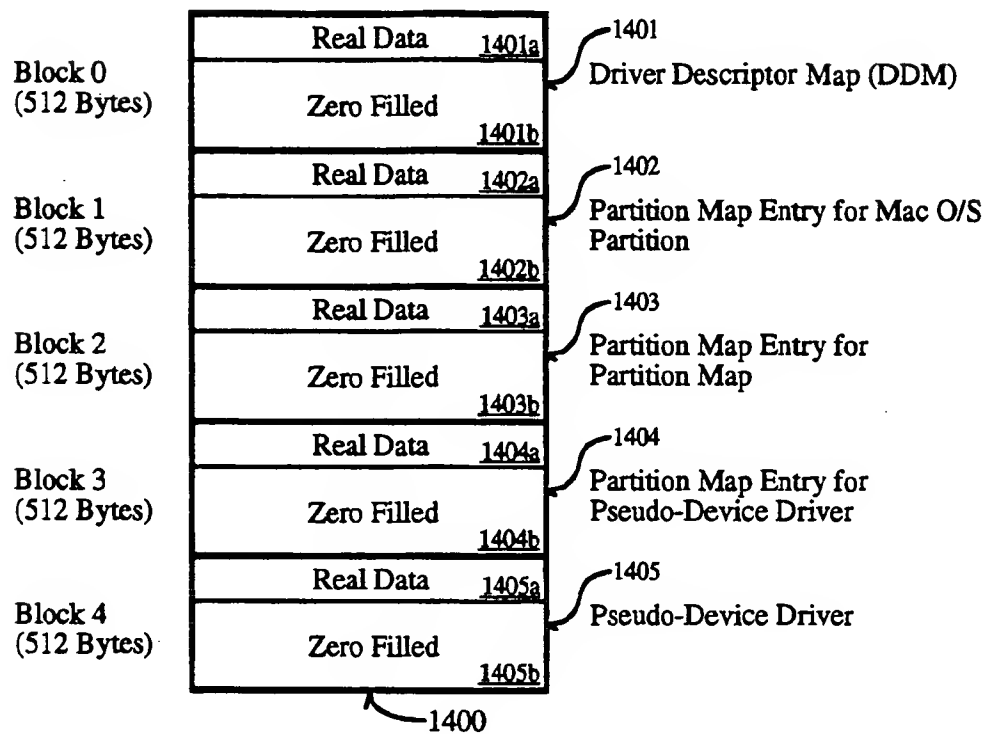 Real Data 1401a
1401
Block 0
(512 Bytes)
Driver Descriptor Map (DDM)
Zero Filled
1401b
Real Data 1402a
1402
Block 1
(512 Bytes)
Partition Map Entry for Mac O/S
Partition
Zero Filled
1402b
Real Data 1403a
1403
Block 2
(512 Bytes)
Partition Map Entry for
Partition Map
Zero Filled
1403b
Real Data 1404a
1404
Block 3
(512 Bytes)
Partition Map Entry for
Pseudo-Device Driver
Zero Filled
1404b
Real Data 1405a
1405
Block 4
(512 Bytes)
Pseudo-Device Driver
Zero Filled
1405b
1400